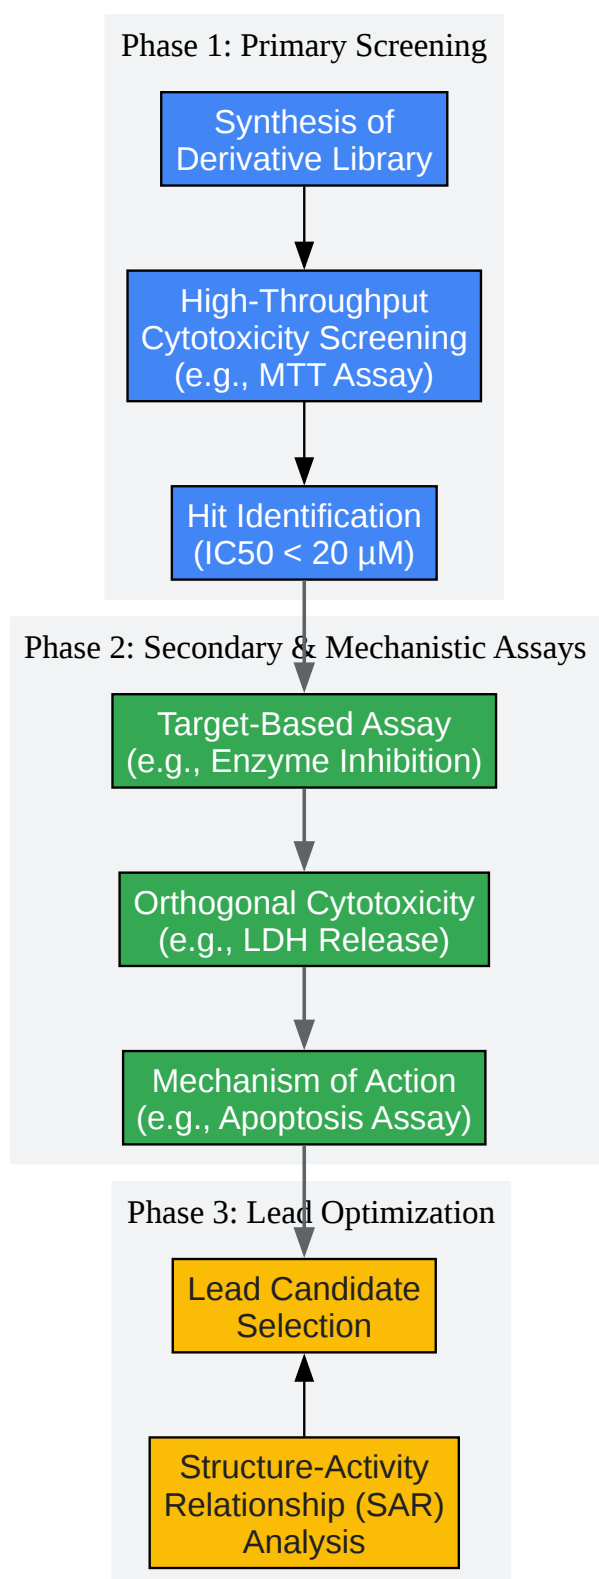 Phase 1: Primary Screening
Synthesis of
Derivative Library
High-Throughput
Cytotoxicity Screening
(e.g., MTT Assay)
Hit Identification
(IC50 < 20 µM)
Phase 2: Secondary & Mechanistic Assays
Target-Based Assay
(e.g., Enzyme Inhibition)
Orthogonal Cytotoxicity
(e.g., LDH Release)
Mechanism of Action
(e.g., Apoptosis Assay)
Phase 3: Lead Optimization
Lead Candidate
Selection
Structure-Activity
Relationship (SAR)
Analysis